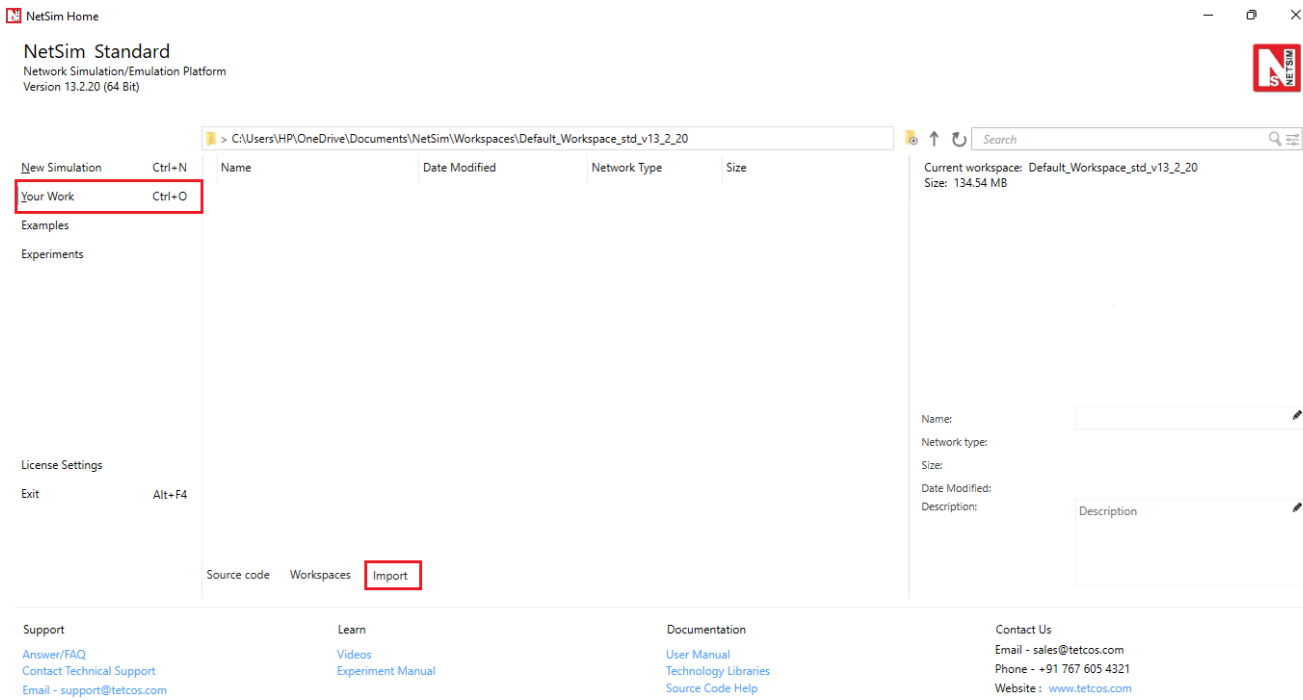 NetSim Home
NetSim Standard
Network Simulation/Emulation Platform
Version 13.2.20 (64 Bit)
NETSIM
> C:\Users\HP\OneDrive\Documents\NetSim\Workspaces\Default_Workspace_std_v13_2_20
Search
New Simulation Ctrl+N
Your Work Ctrl+O
Examples
Experiments
License Settings
Exit Alt+F4
Name Date Modified Network Type Size
Source code Workspaces Import
Current workspace: Default_Workspace_std_v13_2_20
Size: 134.54 MB
Name:
Network type:
Size:
Date Modified:
Description: Description
Support
Answer/FAQ
Contact Technical Support
Email - support@tetcos.com
Learn
Videos
Experiment Manual
Documentation
User Manual
Technology Libraries
Source Code Help
Contact Us
Email - sales@tetcos.com
Phone - +91 767 605 4321
Website : www.tetcos.com